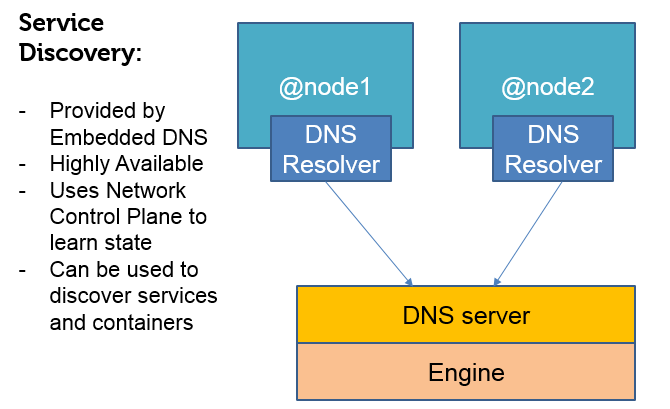 Service
Discovery:
- Provided by
Embedded DNS
- Highly Available
- Uses Network
Control Plane to
learn state
- Can be used to
discover services
and containers
@node1
DNS
Resolver
@node2
DNS
Resolver
DNS server
Engine